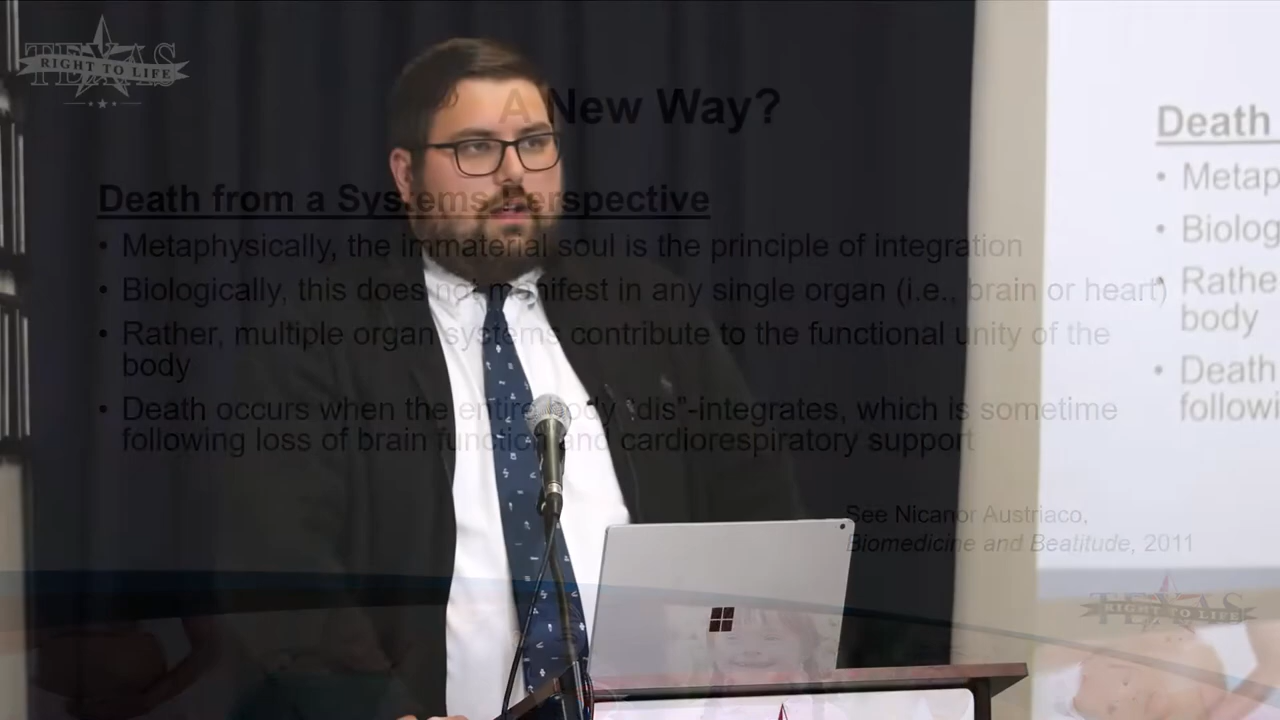 TEXAS
RIGHT TO LIFE
A New Way?
Death from a Systems Perspective
• Metaphysically, the immaterial soul is the principle of integration
• Biologically, this does not manifest in any single organ (i.e., brain or heart)
• Rather, multiple organ systems contribute to the functional unity of the
body
• Death occurs when the entire body "dis"-integrates, which is sometime
following loss of brain function and cardiorespiratory support
See Nicanor Austriaco,
Biomedicine and Beatitude, 2011
Death
• Metap
• Biolog
• Rathe
body
• Death
followi
TEXAS
RIGHT TO LIFE